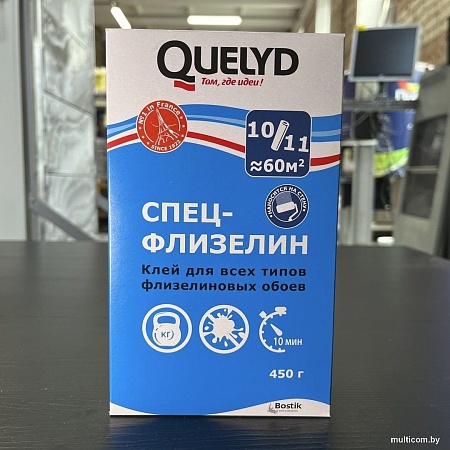 QUELYD
Там, где идеи!
№1 in France
SINCE 1922
10/11
≈60м²
НАНОСИТСЯ НА СТЕНУ
СПЕЦ-
ФЛИЗЕЛИН
Клей для всех типов
флизелиновых обоев
кг
10 мин
450 г
Bostik
multicom.by